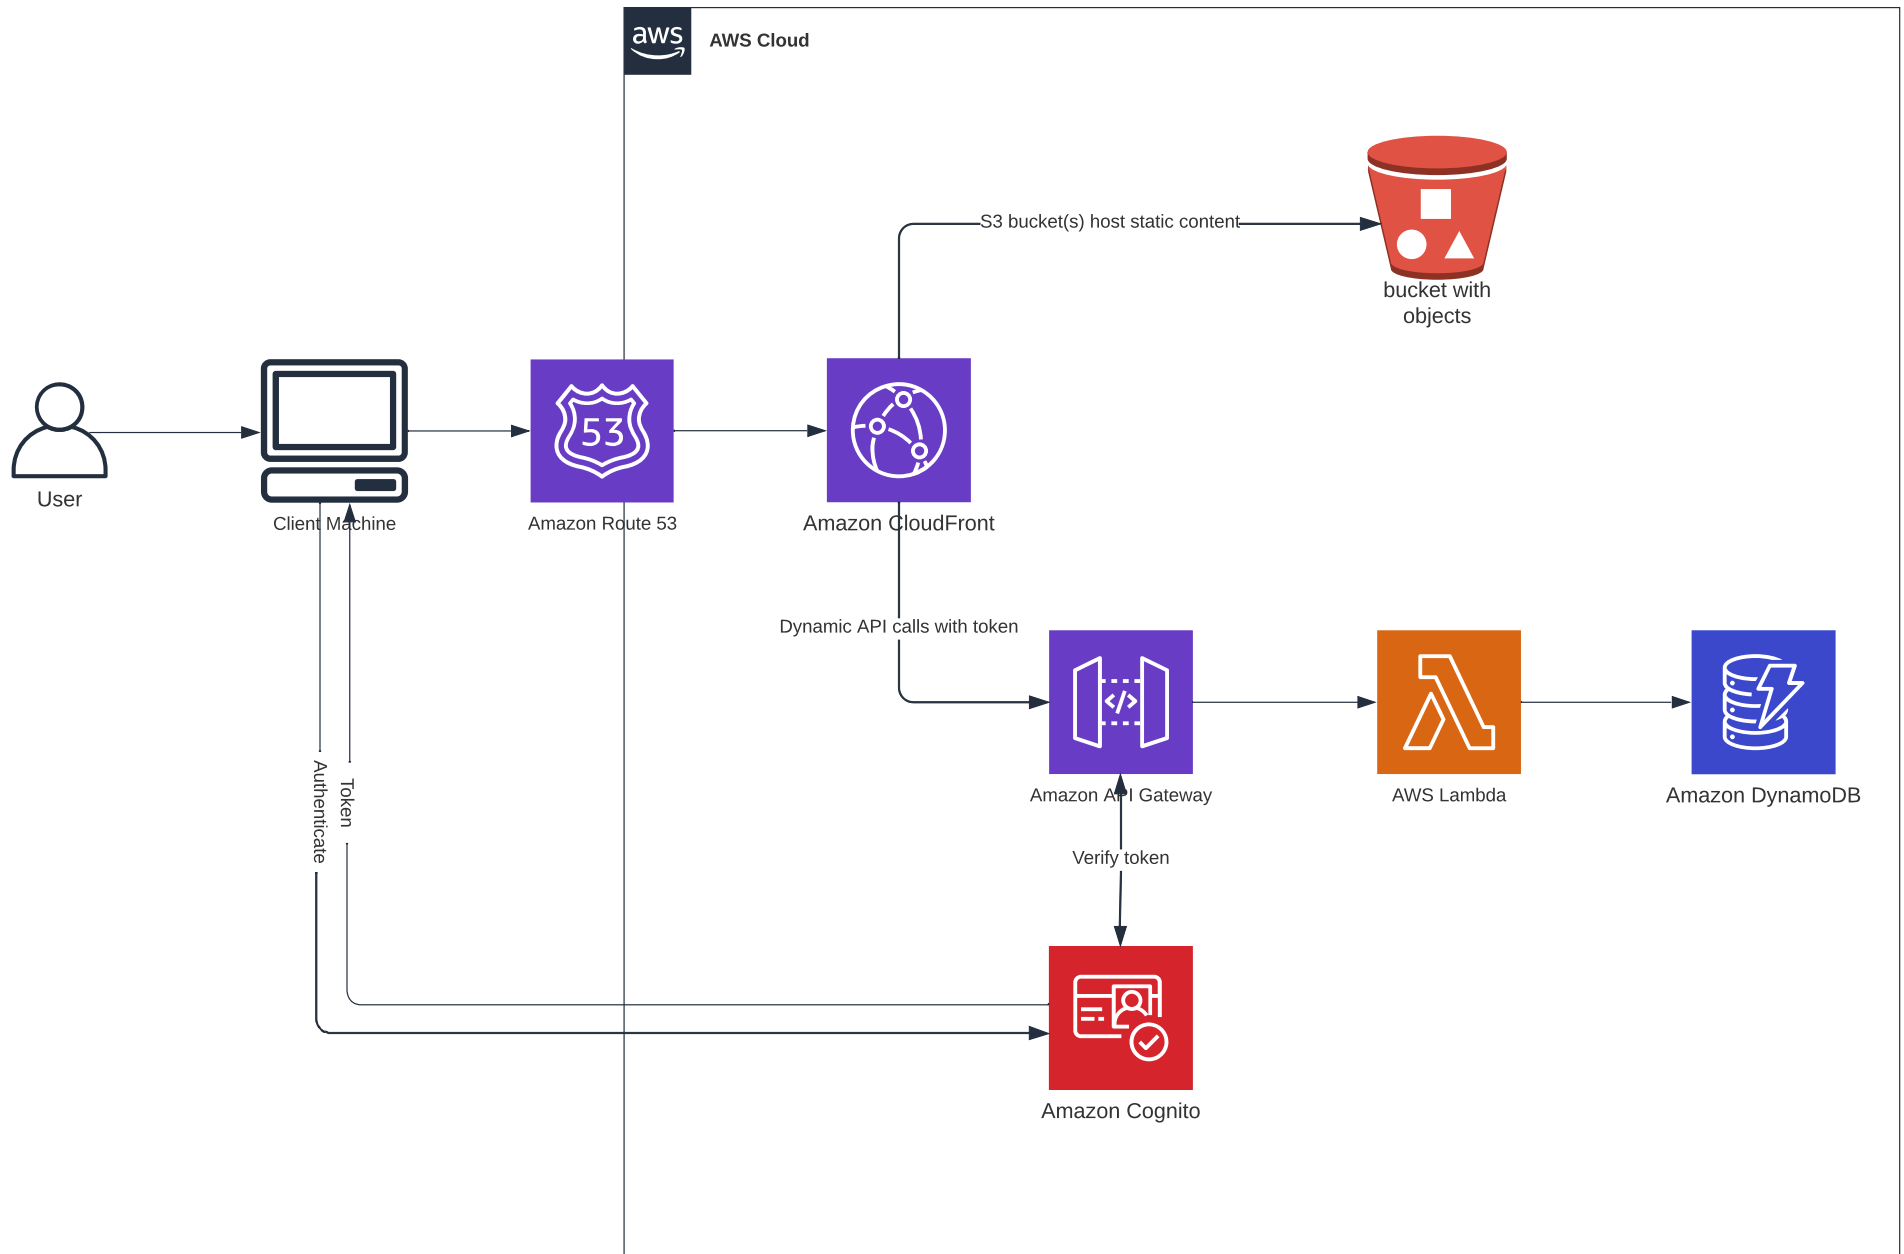 aws
AWS Cloud
S3 bucket(s) host static content
bucket with
objects
53
User
Client Machine
Amazon Route 53
Amazon CloudFront
Dynamic API calls with token
</>
Amazon API Gateway
AWS Lambda
Amazon DynamoDB
Authenticate
Token
Verify token
Amazon Cognito